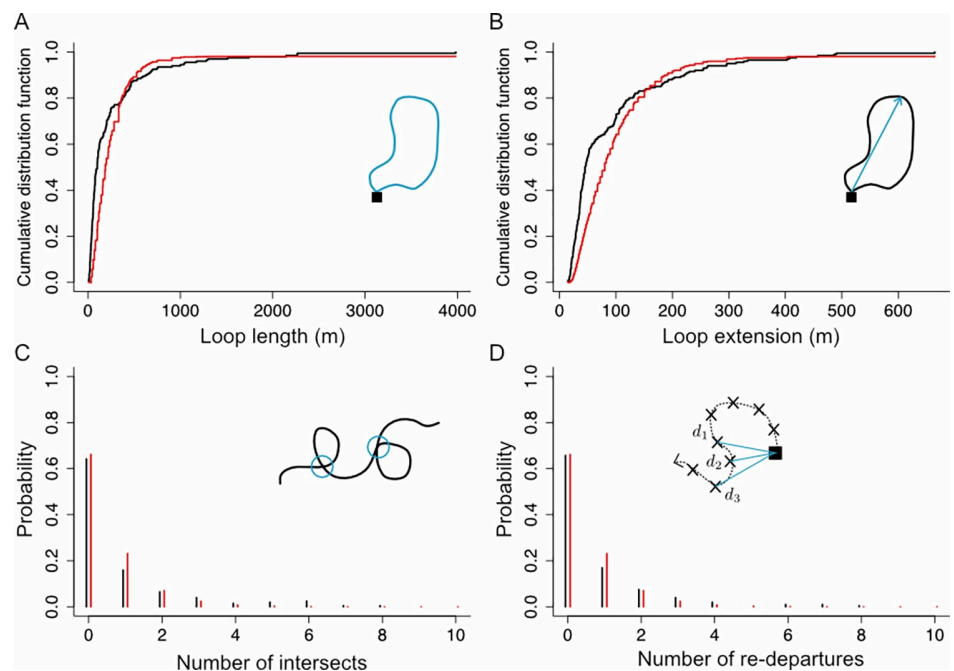 A
Cumulative distribution function
1.0
0.8
0.6
0.4
0.2
0.0
0 1000 2000 3000 4000
Loop length (m)
B
Cumulative distribution function
1.0
0.8
0.6
0.4
0.2
0.0
0 100 200 300 400 500 600
Loop extension (m)
C
Probability
1.0
0.8
0.6
0.4
0.2
0.0
0 2 4 6 8 10
Number of intersects
D
Probability
1.0
0.8
0.6
0.4
0.2
0.0
d1
d2
d3
0 2 4 6 8 10
Number of re-departures